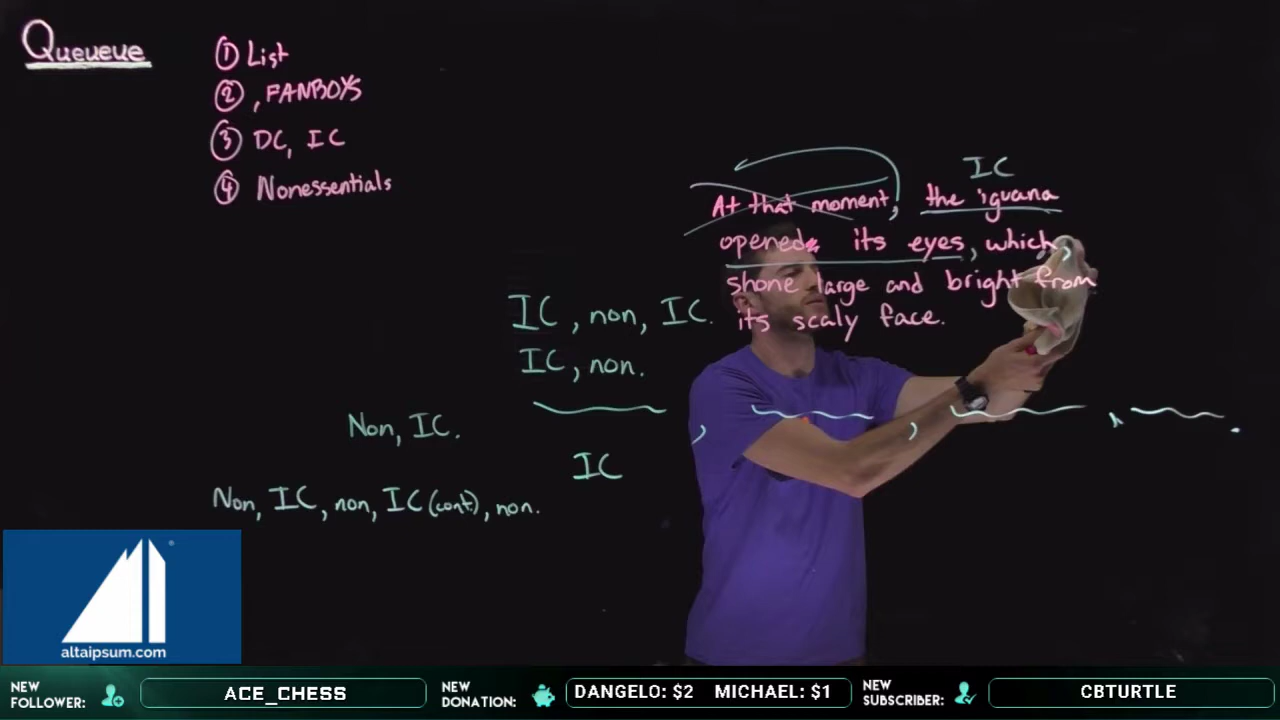 Queueue
① List
② , FANBOYS
③ DC, IC
④ Nonessentials
IC
At that moment, the iguana
opened its eyes, which,
shone large and bright from
its scaly face.
IC, non, IC.
IC, non.
Non, IC.
IC
Non, IC, non, IC (cont), non.
altaipsum.com
NEW FOLLOWER: ACE_CHESS
NEW DONATION: DANGELO: $2 MICHAEL: $1
NEW SUBSCRIBER: CBTURTLE